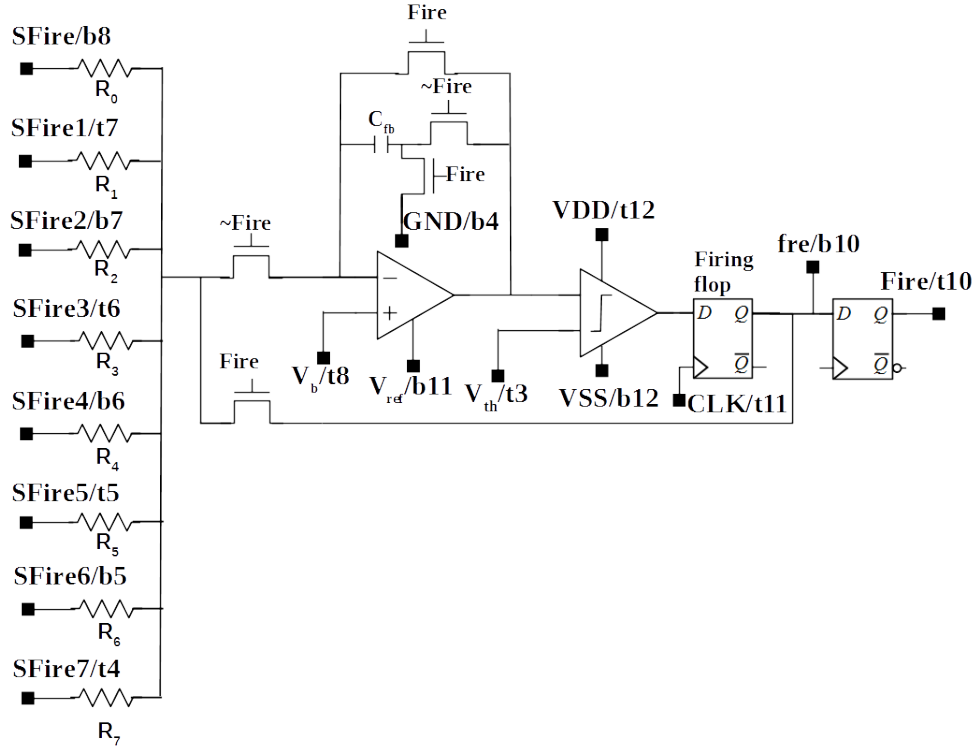 Fire
SFire/b8
R0
~Fire
Cfb
SFire1/t7
R1
Fire
SFire2/b7
R2
~Fire
GND/b4
VDD/t12
fre/b10
Firing
flop
Fire/t10
−
+
D Q
Q
D Q
Q
SFire3/t6
R3
Fire
Vb/t8
Vref/b11
Vth/t3
VSS/b12
CLK/t11
SFire4/b6
R4
SFire5/t5
R5
SFire6/b5
R6
SFire7/t4
R7